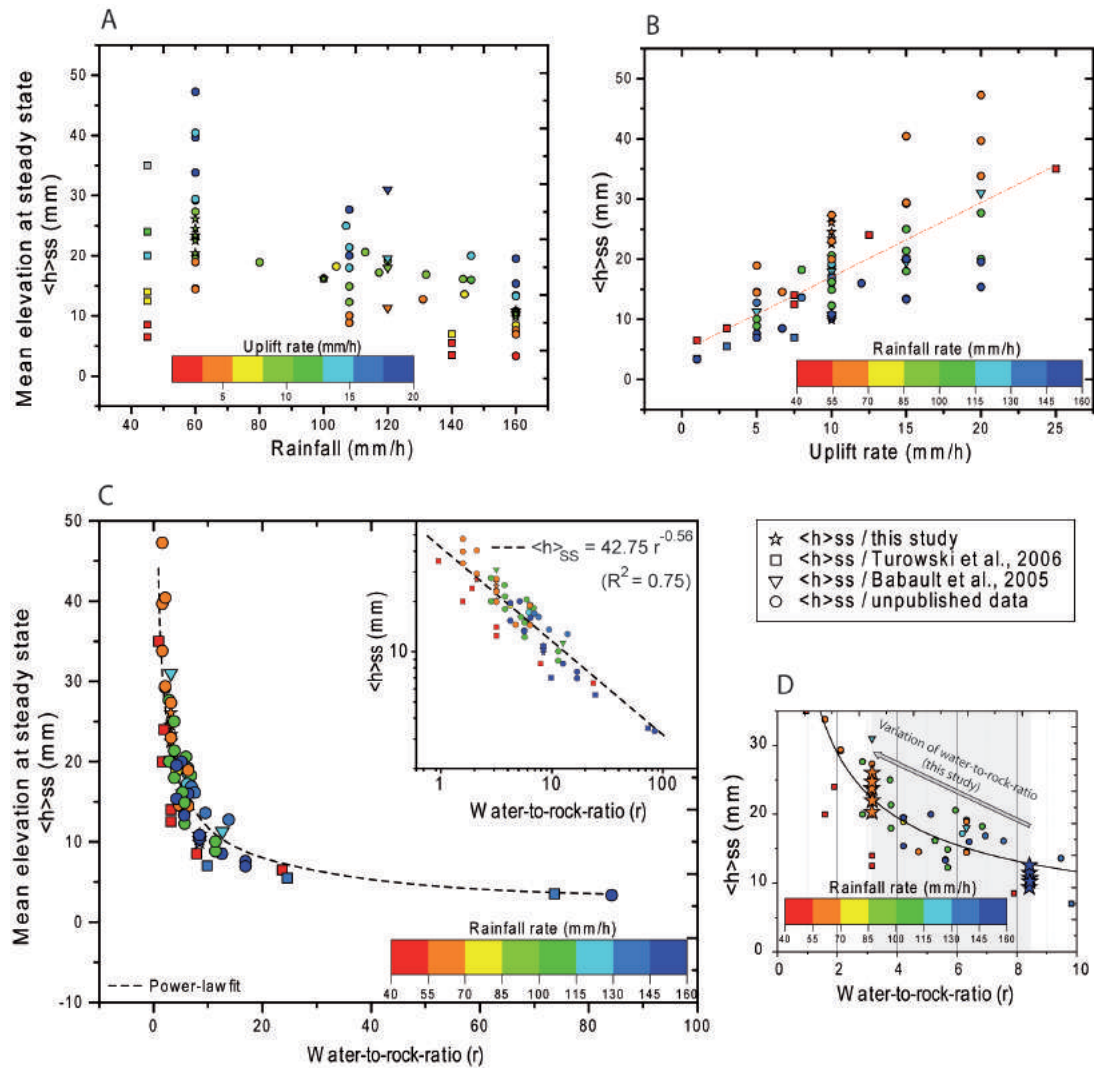 A
Mean elevation at steady state
<h>ss (mm)
50
40
30
20
10
0
Uplift rate (mm/h)
5
10
15
20
20
40
60
80
100
120
140
160
Rainfall (mm/h)
B
<h>ss (mm)
50
40
30
20
10
0
Rainfall rate (mm/h)
40 55 70 85 100 115 130 145 160
0
5
10
15
20
25
Uplift rate (mm/h)
C
Mean elevation at steady state
<h>ss (mm)
50
40
30
20
10
0
-10
<h>SS = 42.75 r-0.56
(R2 = 0.75)
<h>ss (mm)
10
1
10
100
Water-to-rock-ratio (r)
Rainfall rate (mm/h)
40 55 70 85 100 115 130 145 160
Power-law fit
0
20
40
60
80
100
Water-to-rock-ratio (r)
<h>ss / this study
<h>ss / Turowski et al., 2006
<h>ss / Babault et al., 2005
<h>ss / unpublished data
D
<h>ss (mm)
30
20
10
0
Variation of water-to-rock-ratio
(this study)
Rainfall rate (mm/h)
40 55 70 85 100 115 130 145 160
0
2
4
6
8
10
Water-to-rock-ratio (r)